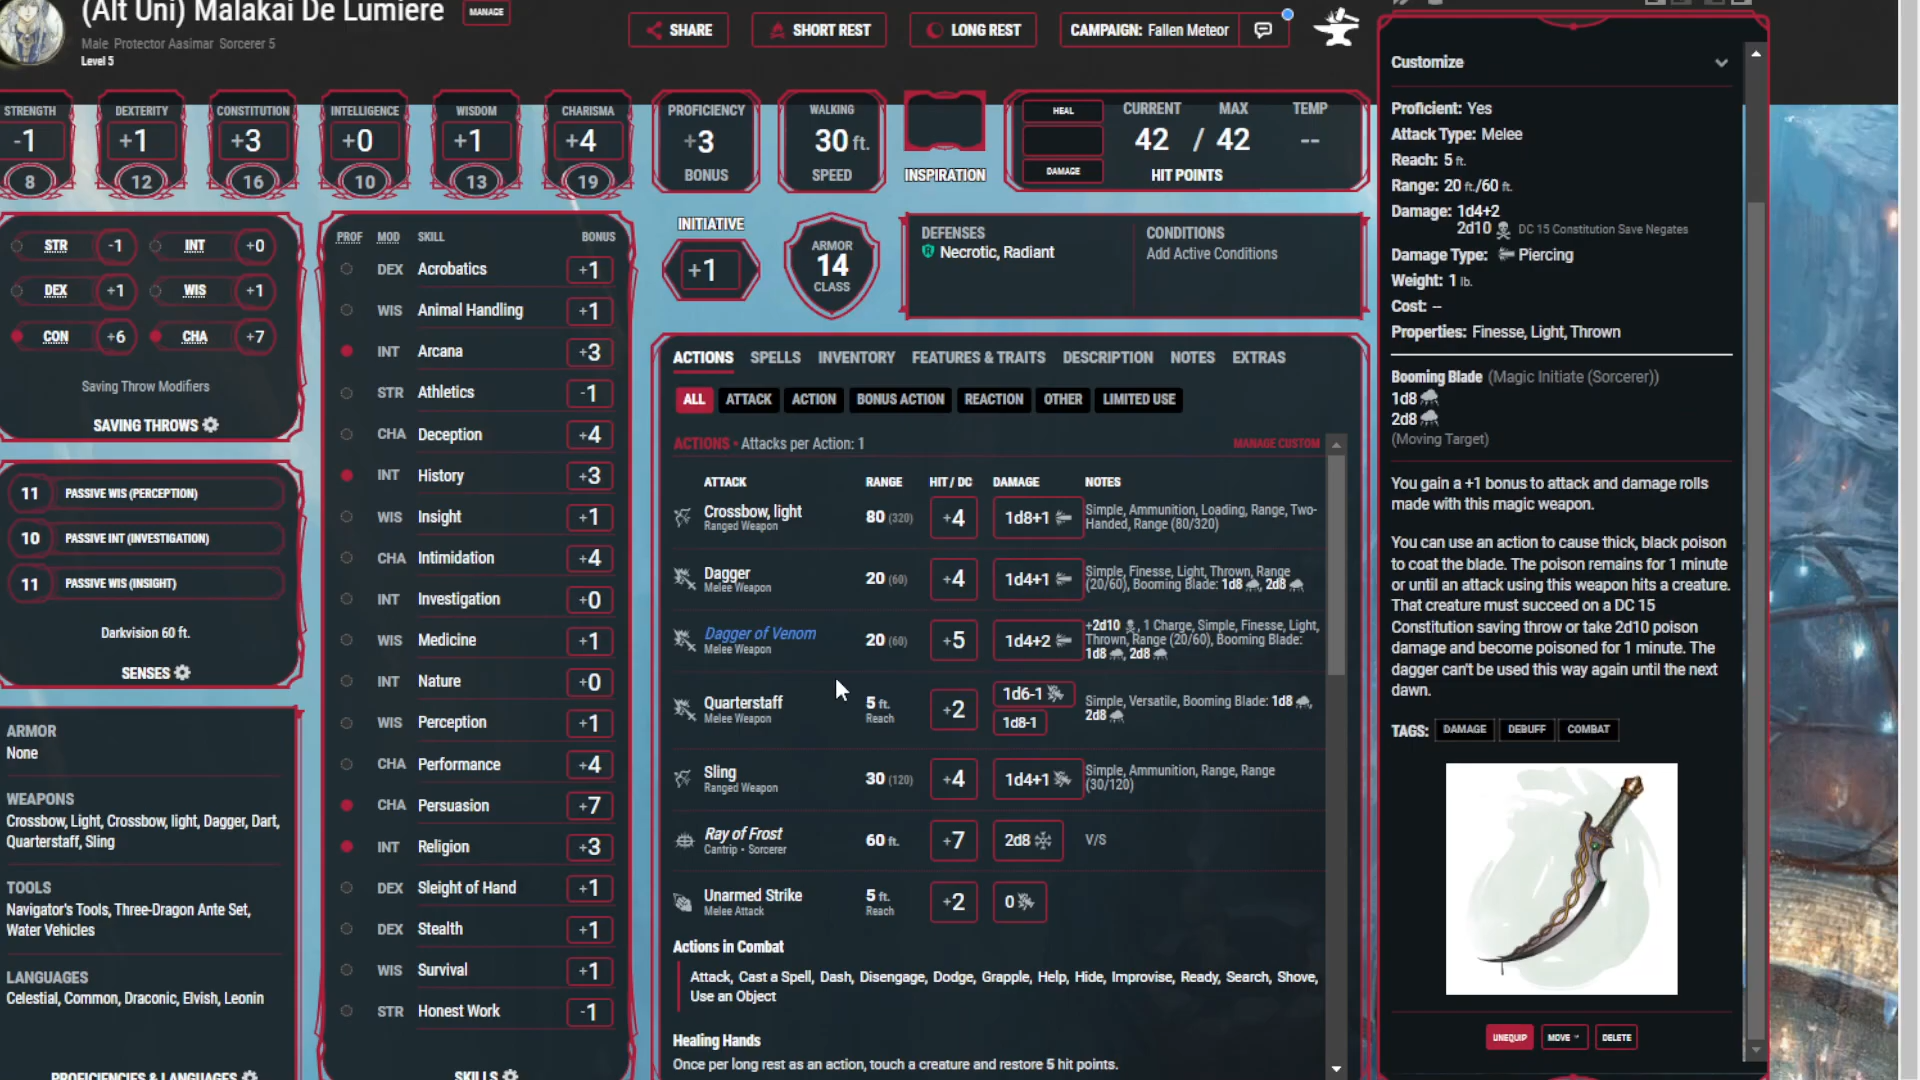 (Alt Uni) Malakai De Lumiere
MANAGE
Male Protector Aasimar Sorcerer 5
Level 5
SHARE
SHORT REST
LONG REST
CAMPAIGN: Fallen Meteor
STRENGTH
-1
8
DEXTERITY
+1
12
CONSTITUTION
+3
16
INTELLIGENCE
+0
10
WISDOM
+1
13
CHARISMA
+4
19
PROFICIENCY
+3
BONUS
WALKING
30 ft.
SPEED
INSPIRATION
HEAL
DAMAGE
CURRENT MAX TEMP
42 / 42 --
HIT POINTS
STR -1 INT +0
DEX +1 WIS +1
CON +6 CHA +7
Saving Throw Modifiers
SAVING THROWS
11 PASSIVE WIS (PERCEPTION)
10 PASSIVE INT (INVESTIGATION)
11 PASSIVE WIS (INSIGHT)
Darkvision 60 ft.
SENSES
ARMOR
None
WEAPONS
Crossbow, Light, Crossbow, light, Dagger, Dart,
Quarterstaff, Sling
TOOLS
Navigator's Tools, Three-Dragon Ante Set,
Water Vehicles
LANGUAGES
Celestial, Common, Draconic, Elvish, Leonin
PROFICIENCIES & LANGUAGES
PROF MOD SKILL BONUS
DEX Acrobatics +1
WIS Animal Handling +1
INT Arcana +3
STR Athletics -1
CHA Deception +4
INT History +3
WIS Insight +1
CHA Intimidation +4
INT Investigation +0
WIS Medicine +1
INT Nature +0
WIS Perception +1
CHA Performance +4
CHA Persuasion +7
INT Religion +3
DEX Sleight of Hand +1
DEX Stealth +1
WIS Survival +1
STR Honest Work -1
SKILLS
INITIATIVE
+1
ARMOR
14
CLASS
DEFENSES
Necrotic, Radiant
CONDITIONS
Add Active Conditions
ACTIONS SPELLS INVENTORY FEATURES & TRAITS DESCRIPTION NOTES EXTRAS
ALL ATTACK ACTION BONUS ACTION REACTION OTHER LIMITED USE
ACTIONS • Attacks per Action: 1
MANAGE CUSTOM
ATTACK RANGE HIT / DC DAMAGE NOTES
Crossbow, light
Ranged Weapon
80 (320)
+4
1d8+1
Simple, Ammunition, Loading, Range, Two-
Handed, Range (80/320)
Dagger
Melee Weapon
20 (60)
+4
1d4+1
Simple, Finesse, Light, Thrown, Range
(20/60), Booming Blade: 1d8 , 2d8
Dagger of Venom
Melee Weapon
20 (60)
+5
1d4+2
+2d10 , 1 Charge, Simple, Finesse, Light,
Thrown, Range (20/60), Booming Blade:
1d8 , 2d8
Quarterstaff
Melee Weapon
5 ft.
Reach
+2
1d6-1
1d8-1
Simple, Versatile, Booming Blade: 1d8 ,
2d8
Sling
Ranged Weapon
30 (120)
+4
1d4+1
Simple, Ammunition, Range, Range
(30/120)
Ray of Frost
Cantrip • Sorcerer
60 ft.
+7
2d8
V/S
Unarmed Strike
Melee Attack
5 ft.
Reach
+2
0
Actions in Combat
Attack, Cast a Spell, Dash, Disengage, Dodge, Grapple, Help, Hide, Improvise, Ready, Search, Shove,
Use an Object
Healing Hands
Once per long rest as an action, touch a creature and restore 5 hit points.
Customize
Proficient: Yes
Attack Type: Melee
Reach: 5 ft.
Range: 20 ft./60 ft.
Damage: 1d4+2
2d10 DC 15 Constitution Save Negates
Damage Type: Piercing
Weight: 1 lb.
Cost: --
Properties: Finesse, Light, Thrown
Booming Blade (Magic Initiate (Sorcerer))
1d8
2d8
(Moving Target)
You gain a +1 bonus to attack and damage rolls
made with this magic weapon.
You can use an action to cause thick, black poison
to coat the blade. The poison remains for 1 minute
or until an attack using this weapon hits a creature.
That creature must succeed on a DC 15
Constitution saving throw or take 2d10 poison
damage and become poisoned for 1 minute. The
dagger can't be used this way again until the next
dawn.
TAGS: DAMAGE DEBUFF COMBAT
UNEQUIP MOVE DELETE